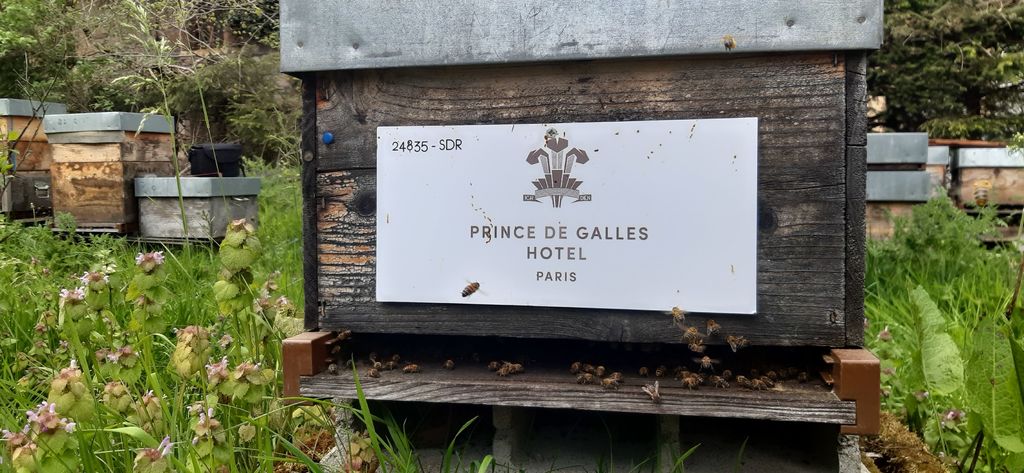 24835 - SDR
PRINCE DE GALLES
HOTEL
PARIS